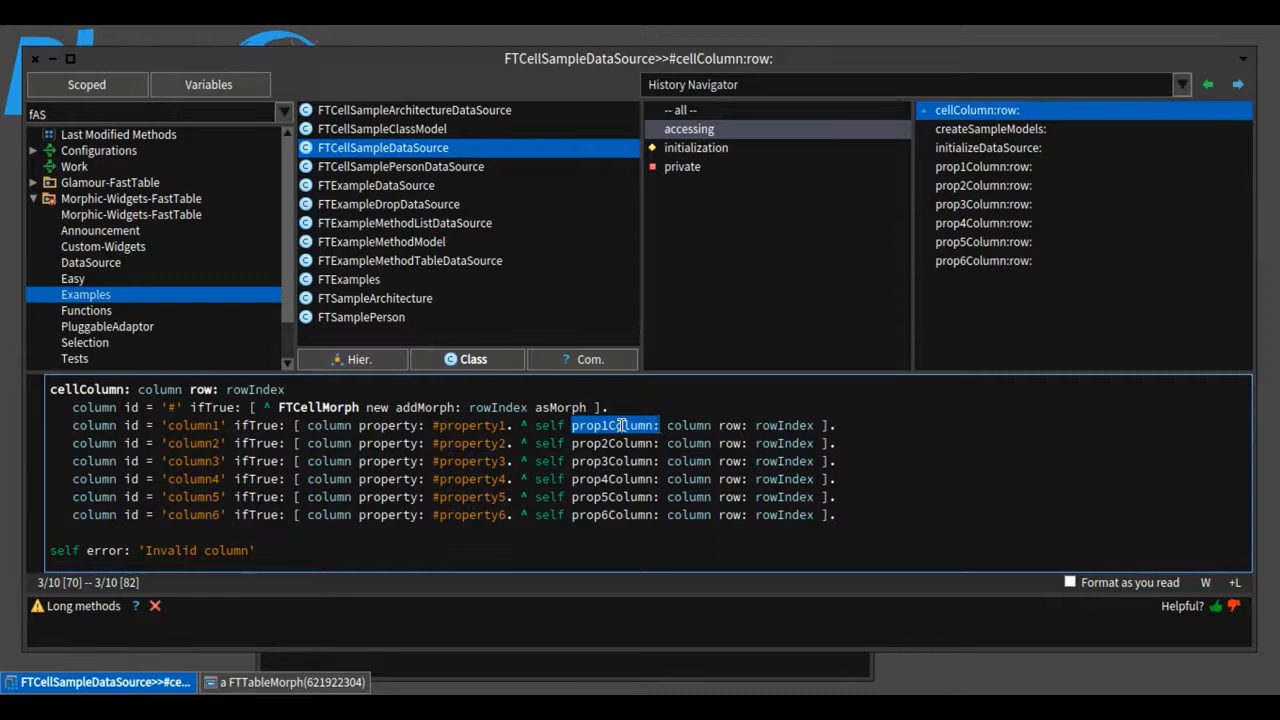 FTCellSampleDataSource>>#cellColumn:row:
Scoped
Variables
History Navigator
fAS
Last Modified Methods
Configurations
Work
Glamour-FastTable
Morphic-Widgets-FastTable
Morphic-Widgets-FastTable
Announcement
Custom-Widgets
DataSource
Easy
Examples
Functions
PluggableAdaptor
Selection
Tests
FTCellSampleArchitectureDataSource
FTCellSampleClassModel
FTCellSampleDataSource
FTCellSamplePersonDataSource
FTExampleDataSource
FTExampleDropDataSource
FTExampleMethodListDataSource
FTExampleMethodModel
FTExampleMethodTableDataSource
FTExamples
FTSampleArchitecture
FTSamplePerson
Hier.
Class
? Com.
-- all --
accessing
initialization
private
cellColumn:row:
createSampleModels:
initializeDataSource:
prop1Column:row:
prop2Column:row:
prop3Column:row:
prop4Column:row:
prop5Column:row:
prop6Column:row:
cellColumn: column row: rowIndex
column id = '#' ifTrue: [ ^ FTCellMorph new addMorph: rowIndex asMorph ].
column id = 'column1' ifTrue: [ column property: #property1. ^ self prop1Column: column row: rowIndex ].
column id = 'column2' ifTrue: [ column property: #property2. ^ self prop2Column: column row: rowIndex ].
column id = 'column3' ifTrue: [ column property: #property3. ^ self prop3Column: column row: rowIndex ].
column id = 'column4' ifTrue: [ column property: #property4. ^ self prop4Column: column row: rowIndex ].
column id = 'column5' ifTrue: [ column property: #property5. ^ self prop5Column: column row: rowIndex ].
column id = 'column6' ifTrue: [ column property: #property6. ^ self prop6Column: column row: rowIndex ].
self error: 'Invalid column'
3/10 [70] -- 3/10 [82]
Format as you read W +L
Long methods ?
Helpful?
FTCellSampleDataSource>>#ce...
a FTTableMorph(621922304)